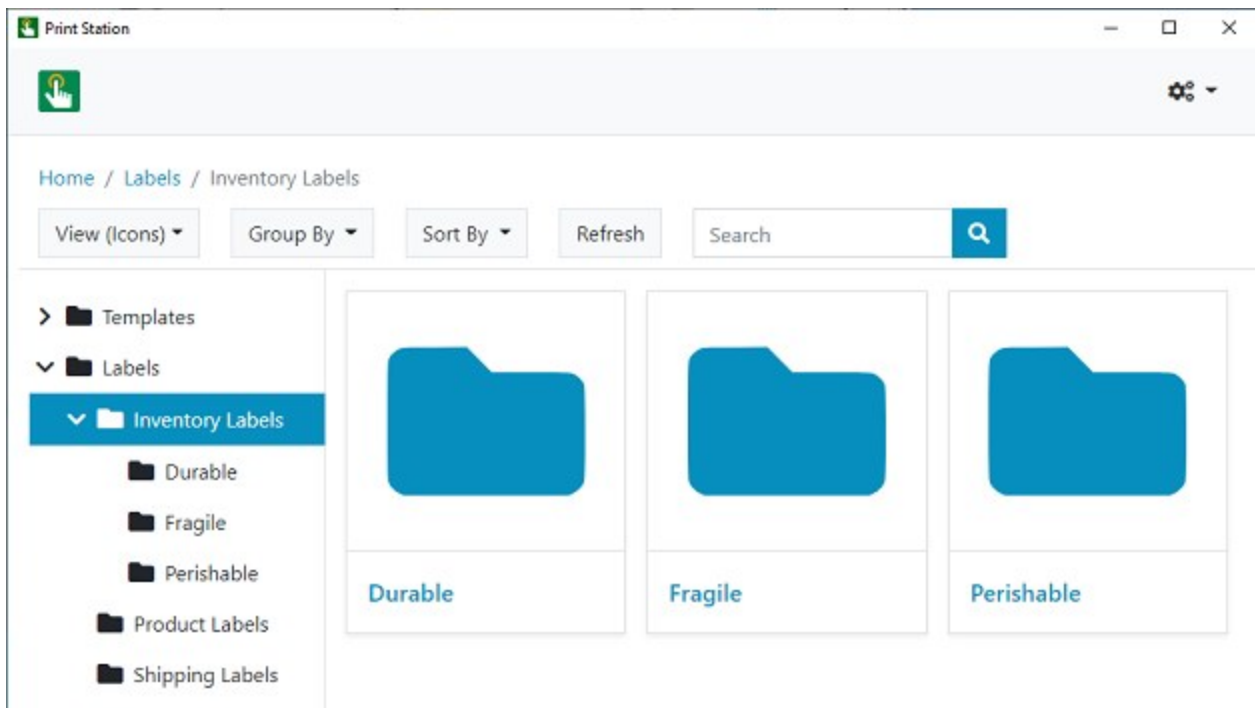 Print Station
Home / Labels / Inventory Labels
View (Icons) Group By Sort By Refresh Search
Templates
Labels
Inventory Labels
Durable
Fragile
Perishable
Product Labels
Shipping Labels
Durable Fragile Perishable